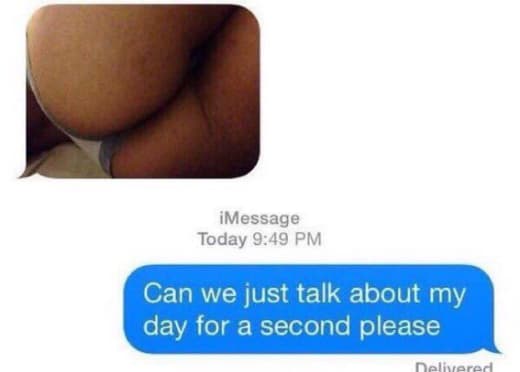 iMessage
Today 9:49 PM
Can we just talk about my
day for a second please
Delivered